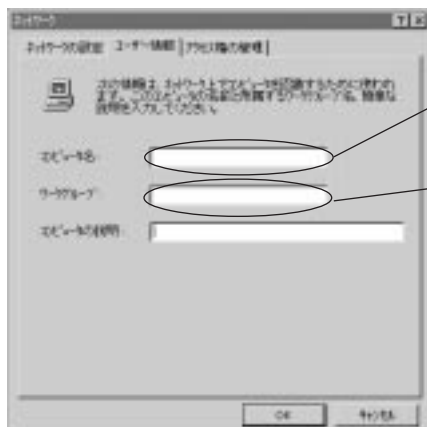 ネットワーク
ネットワークの設定 ユーザー情報 アクセス権の管理
次の情報は、ネットワーク上でコンピュータを認識するために使われ
ます。このコンピュータの名前と所属するワークグループ名、簡単な
説明を入力してください。
コンピュータ名:
ワークグループ:
コンピュータの説明:
OK キャンセル